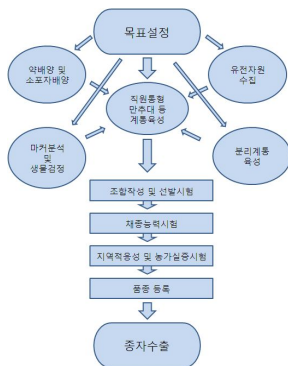 목표설정
약배양 및
소포자배양
유전자원
수집
직원통형
만추대 등
계통육성
마커분석
및
생물검정
분리계통
육성
조합작성 및 선발시험
채종능력시험
지역적응성 및 농가실증시험
품종 등록
종자수출